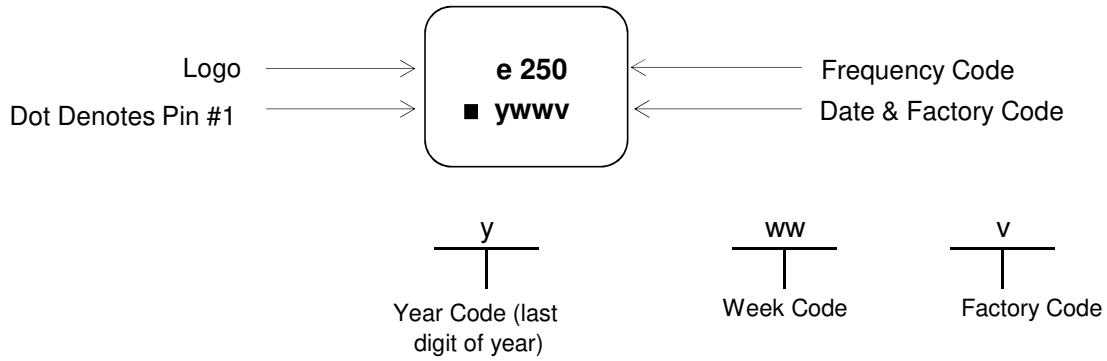 Logo
e 250
Frequency Code
Dot Denotes Pin #1
■ ywwv
Date & Factory Code
y
ww
v
Year Code (last
digit of year)
Week Code
Factory Code